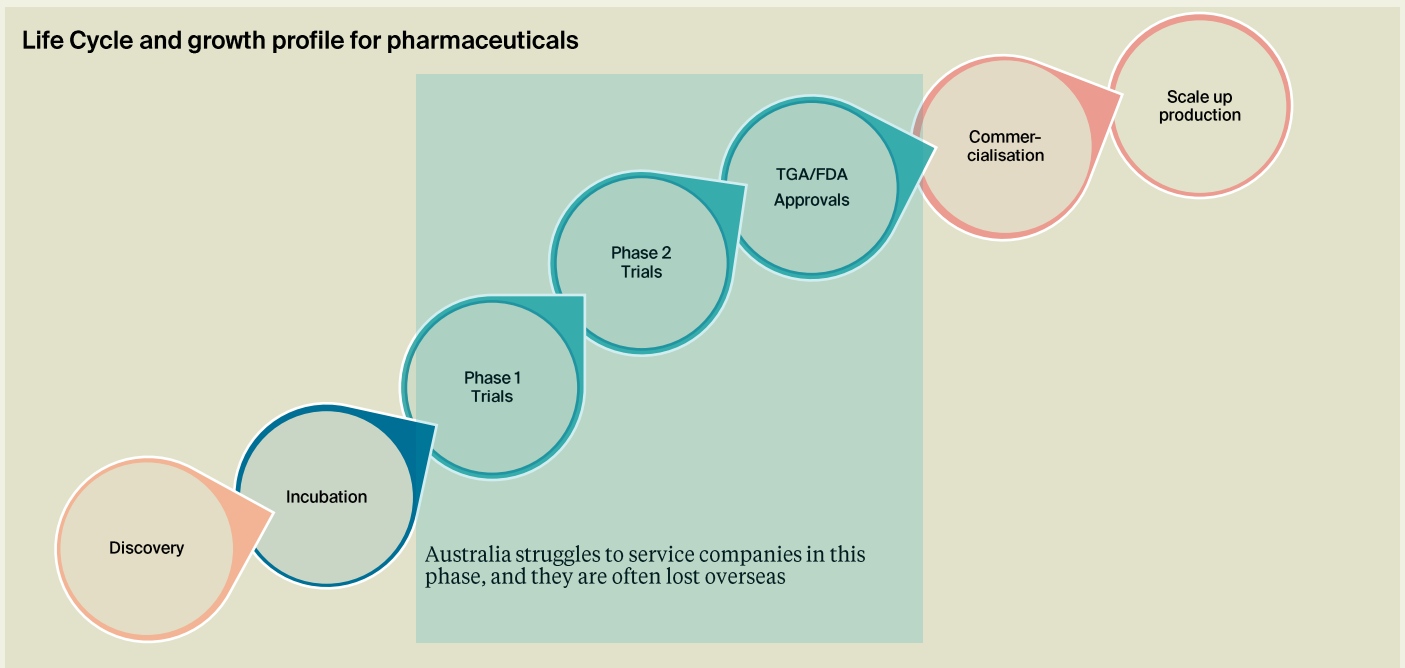 Life Cycle and growth profile for pharmaceuticals
Discovery
Incubation
Phase 1
Trials
Phase 2
Trials
TGA/FDA
Approvals
Commer-
cialisation
Scale up
production
Australia struggles to service companies in this
phase, and they are often lost overseas